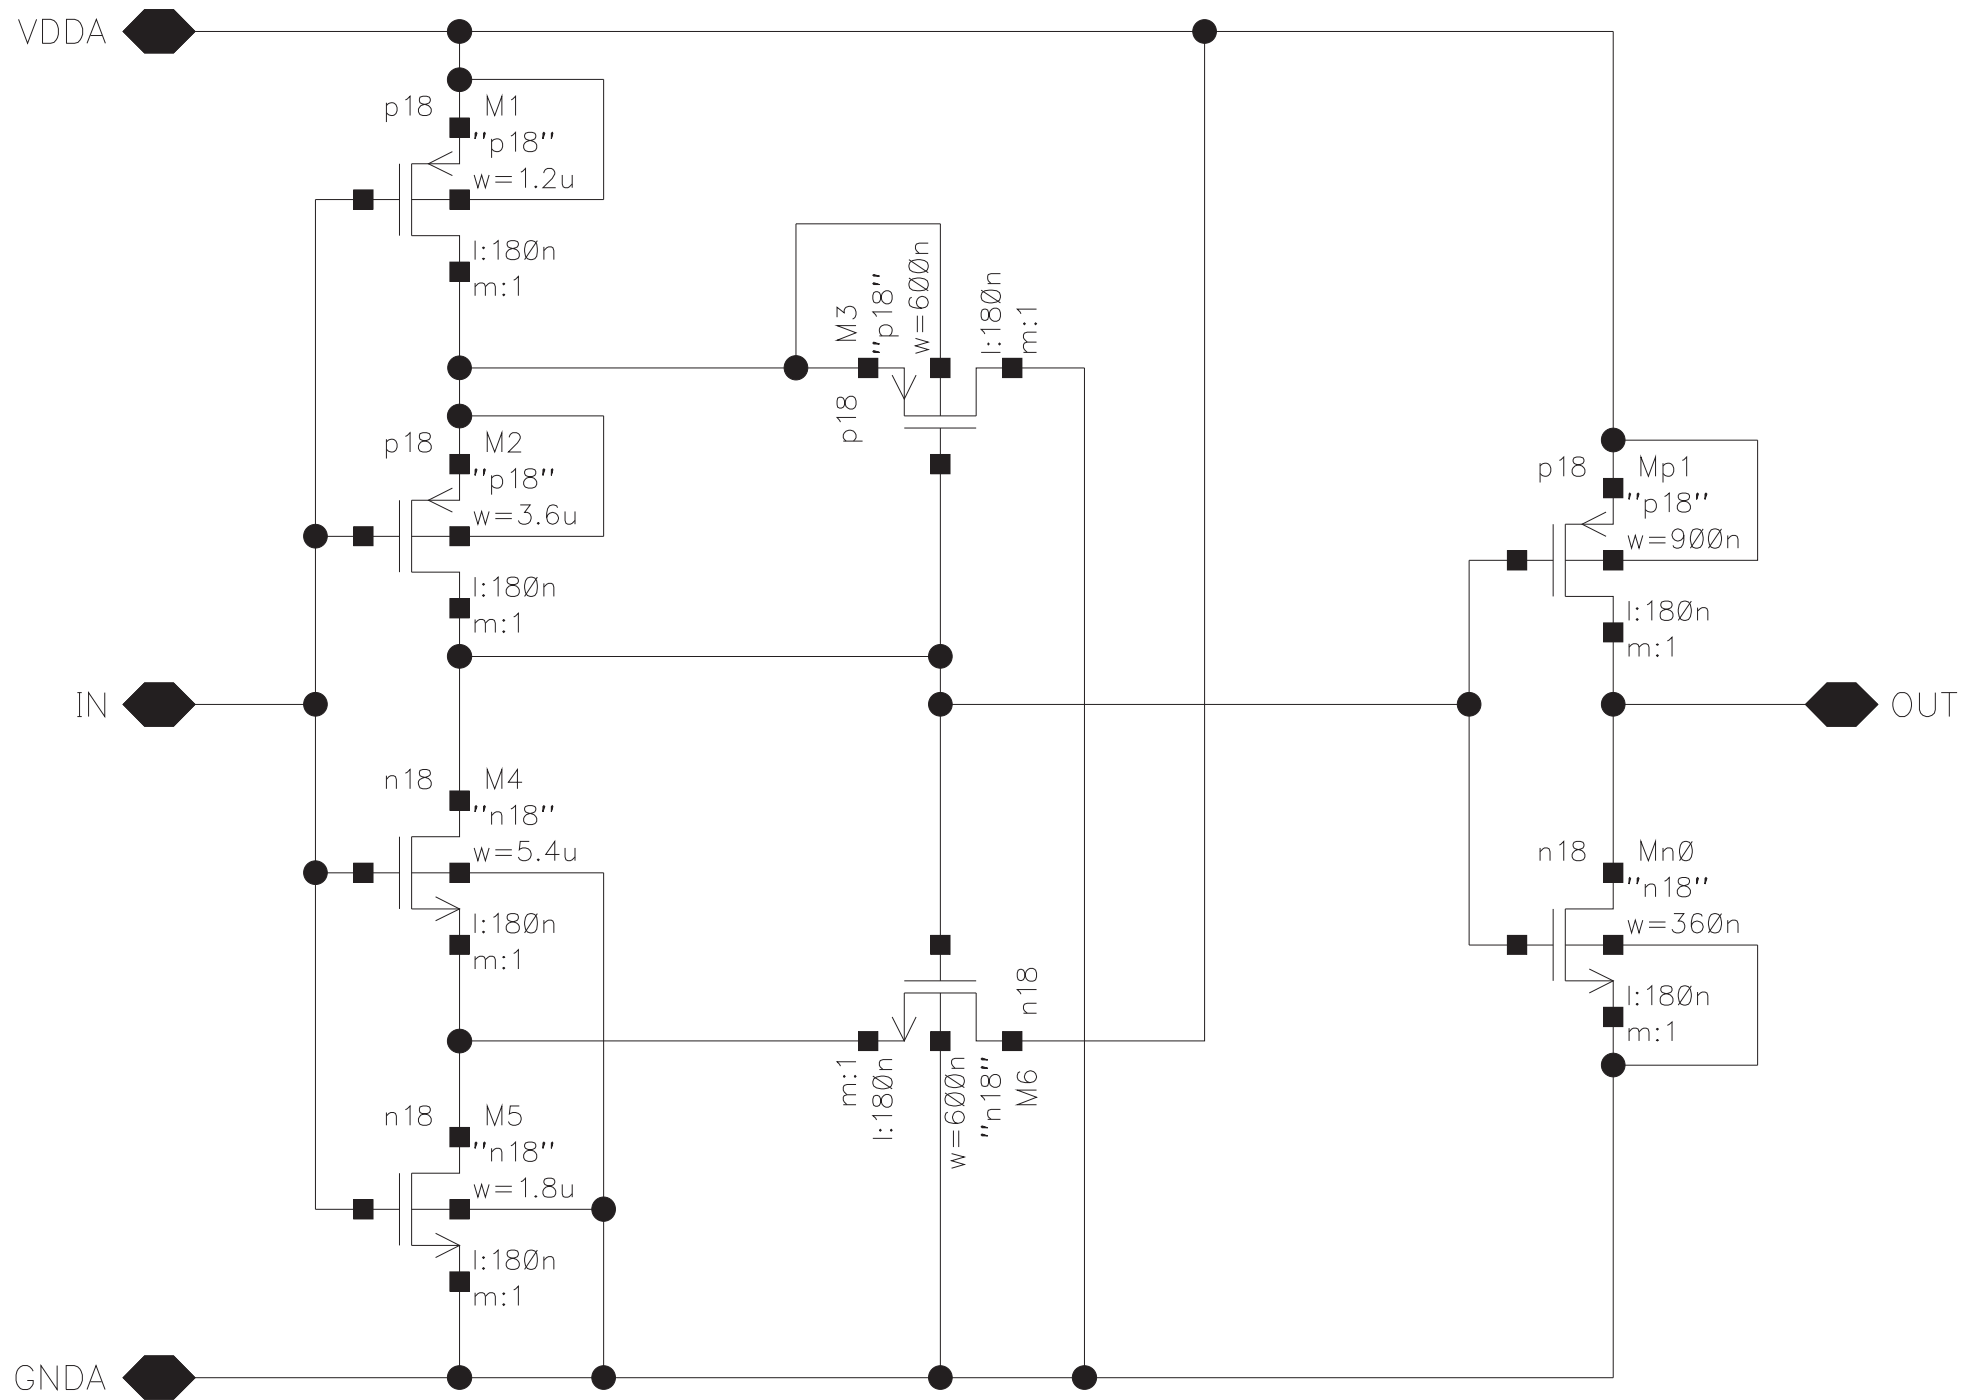 VDDA
p18 M1
"p18"
w=1.2u
l:180n
m:1
M3
"p18"
w=600n
l:180n
m:1
p18
p18 M2
"p18"
w=3.6u
l:180n
m:1
p18 Mp1
"p18"
w=900n
l:180n
m:1
IN
OUT
n18 M4
"n18"
w=5.4u
l:180n
m:1
n18 Mn0
"n18"
w=360n
l:180n
m:1
n18
m:1
l:180n
w=600n
"n18"
M6
n18 M5
"n18"
w=1.8u
l:180n
m:1
GNDA